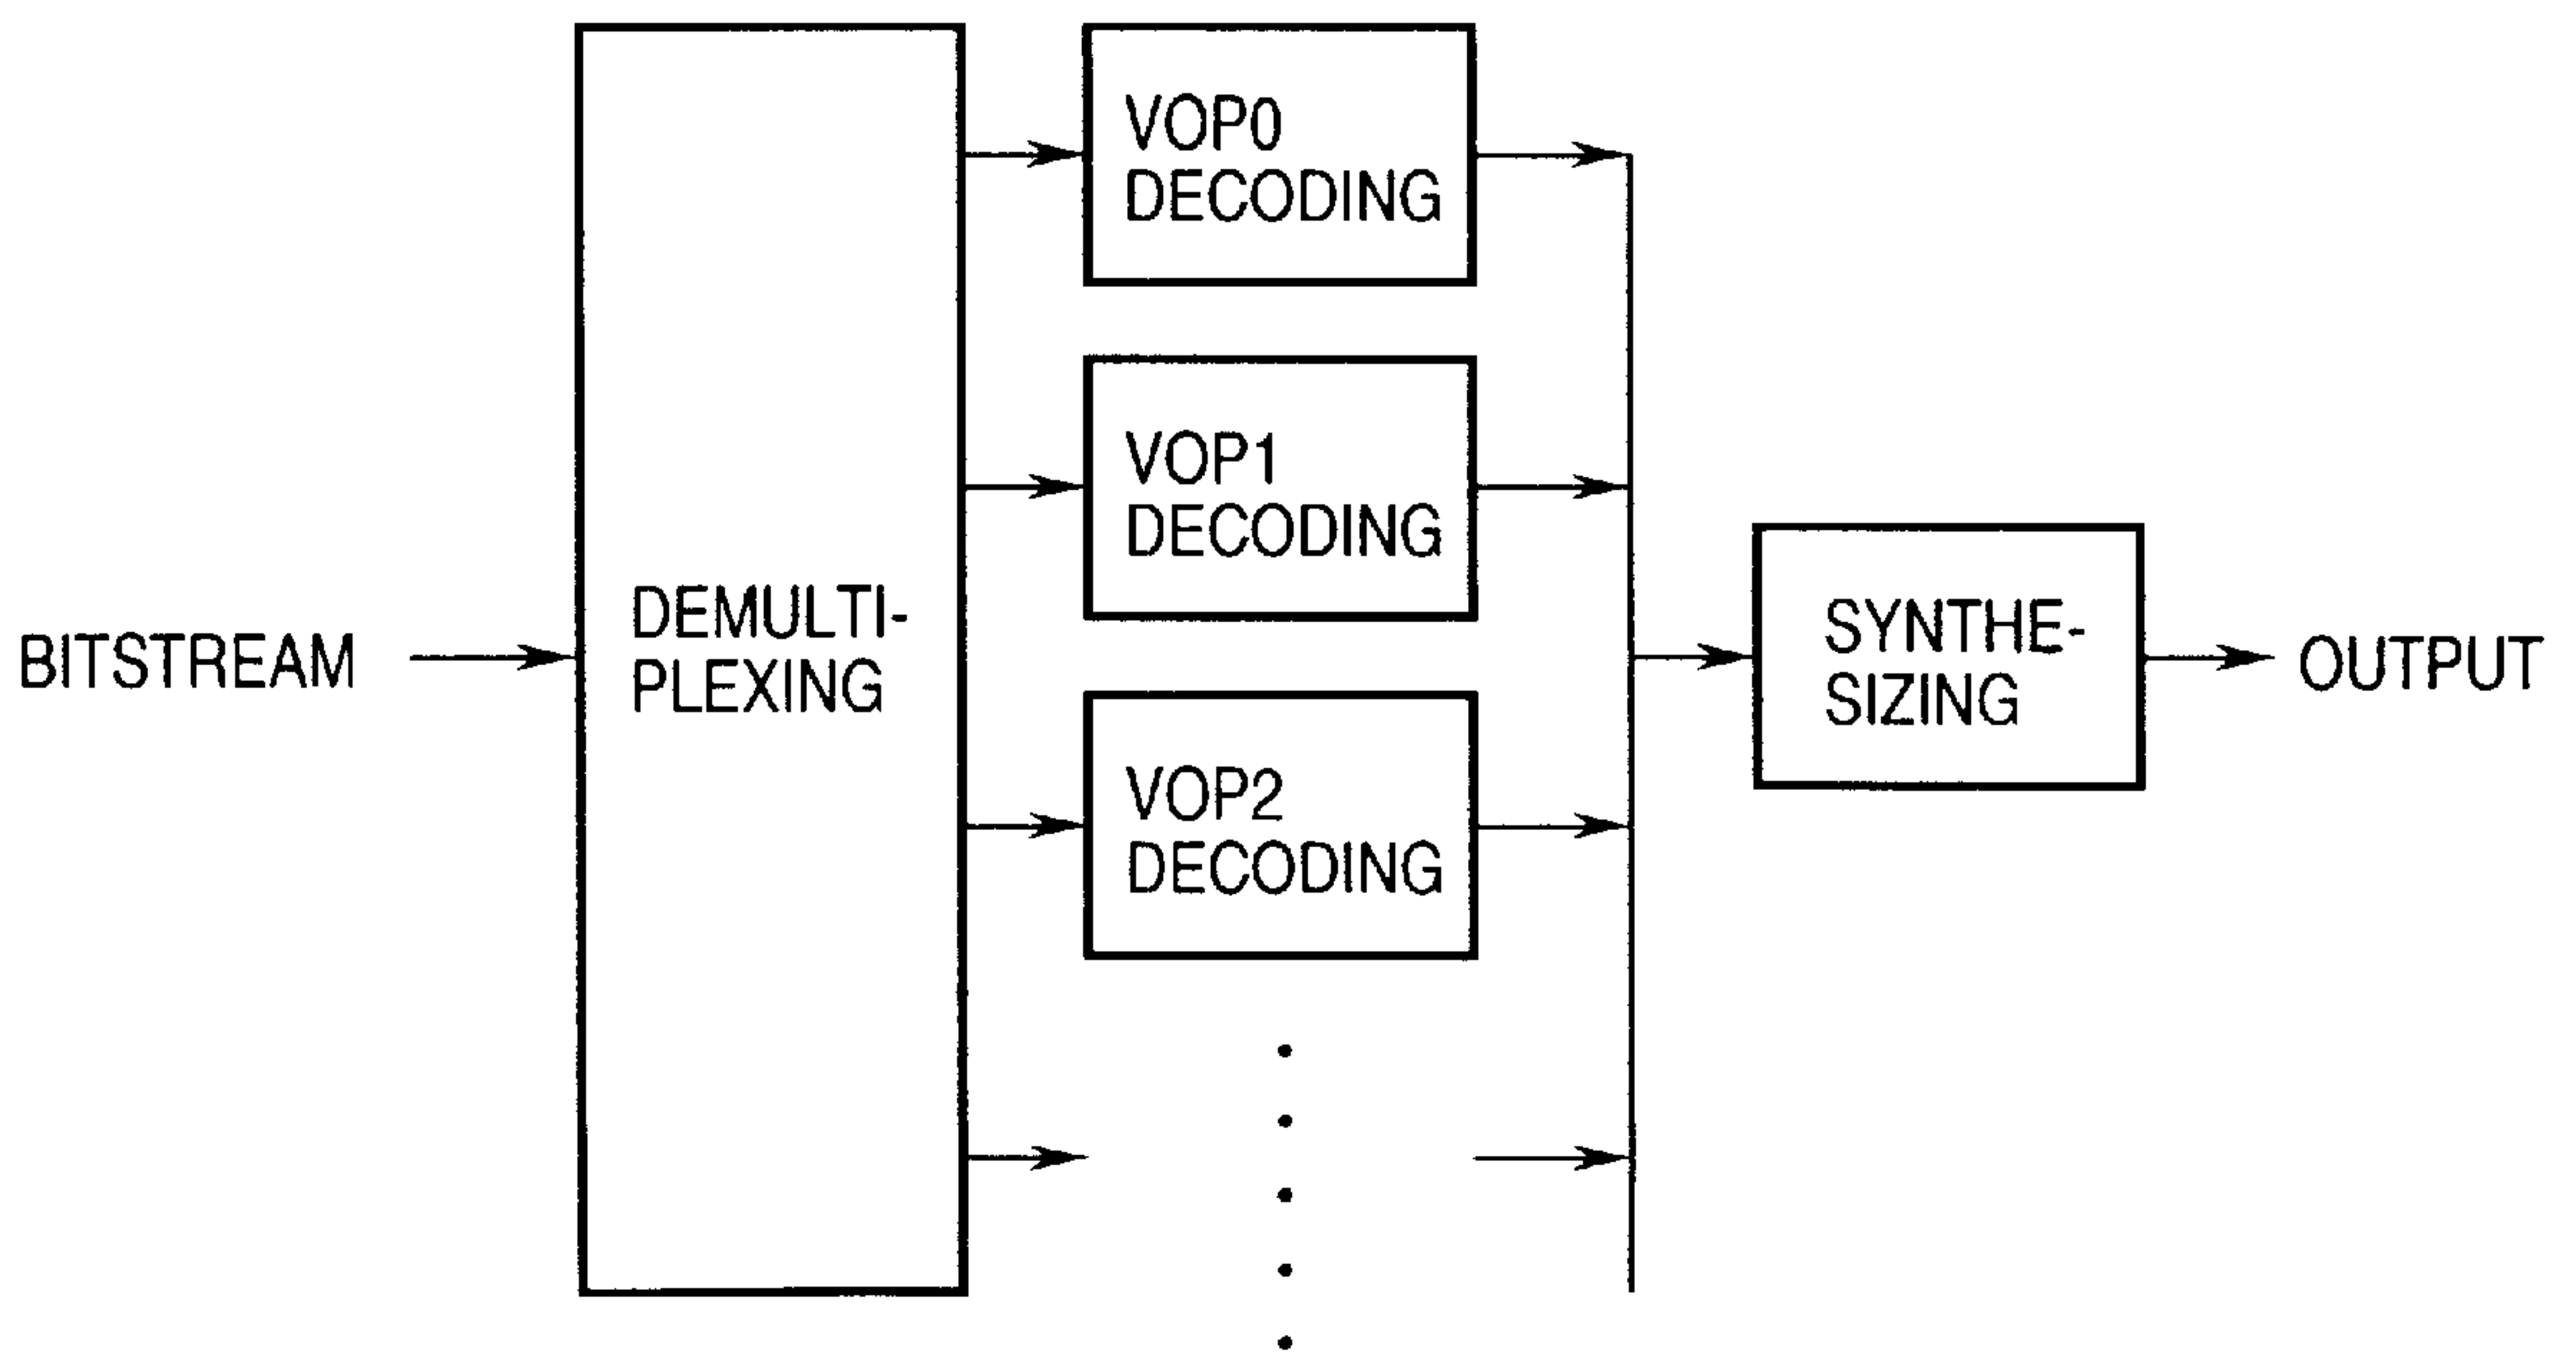 BITSTREAM
DEMULTI-
PLEXING
VOP0
DECODING
VOP1
DECODING
VOP2
DECODING
SYNTHE-
SIZING
OUTPUT